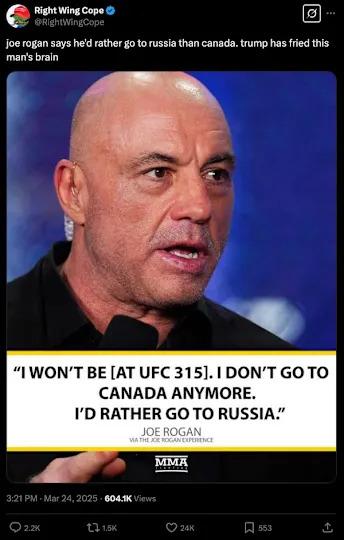 Right Wing Cope
@RightWingCope
joe rogan says he'd rather go to russia than canada. trump has fried this
man's brain
"I WON'T BE [AT UFC 315]. I DON'T GO TO
CANADA ANYMORE.
I'D RATHER GO TO RUSSIA."
JOE ROGAN
VIA THE JOE ROGAN EXPERIENCE
MMA
3:21 PM · Mar 24, 2025 · 604.1K Views
2.2K
1.5K
24K
553